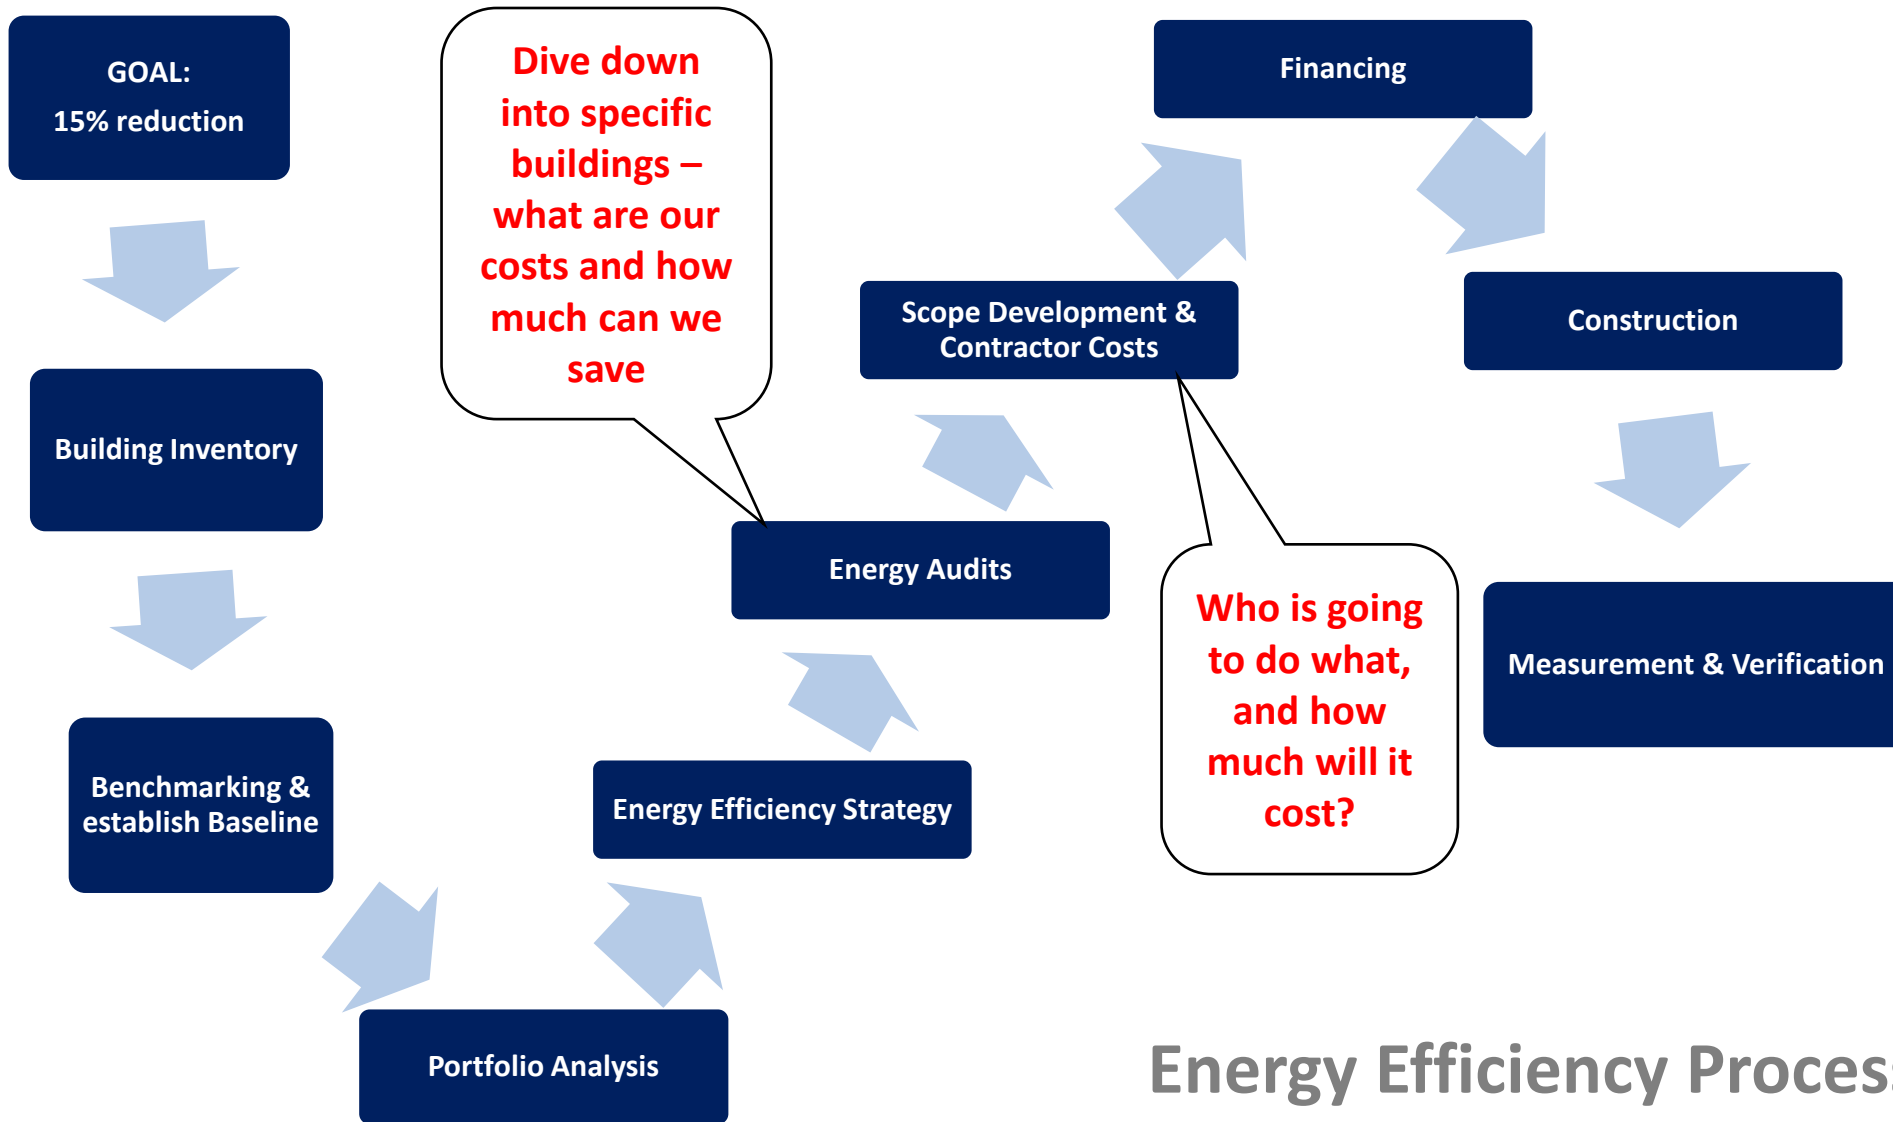 GOAL:
15% reduction
Building Inventory
Benchmarking &
establish Baseline
Portfolio Analysis
Energy Efficiency Strategy
Energy Audits
Dive down
into specific
buildings –
what are our
costs and how
much can we
save
Scope Development &
Contractor Costs
Who is going
to do what,
and how
much will it
cost?
Financing
Construction
Measurement & Verification
Energy Efficiency Process